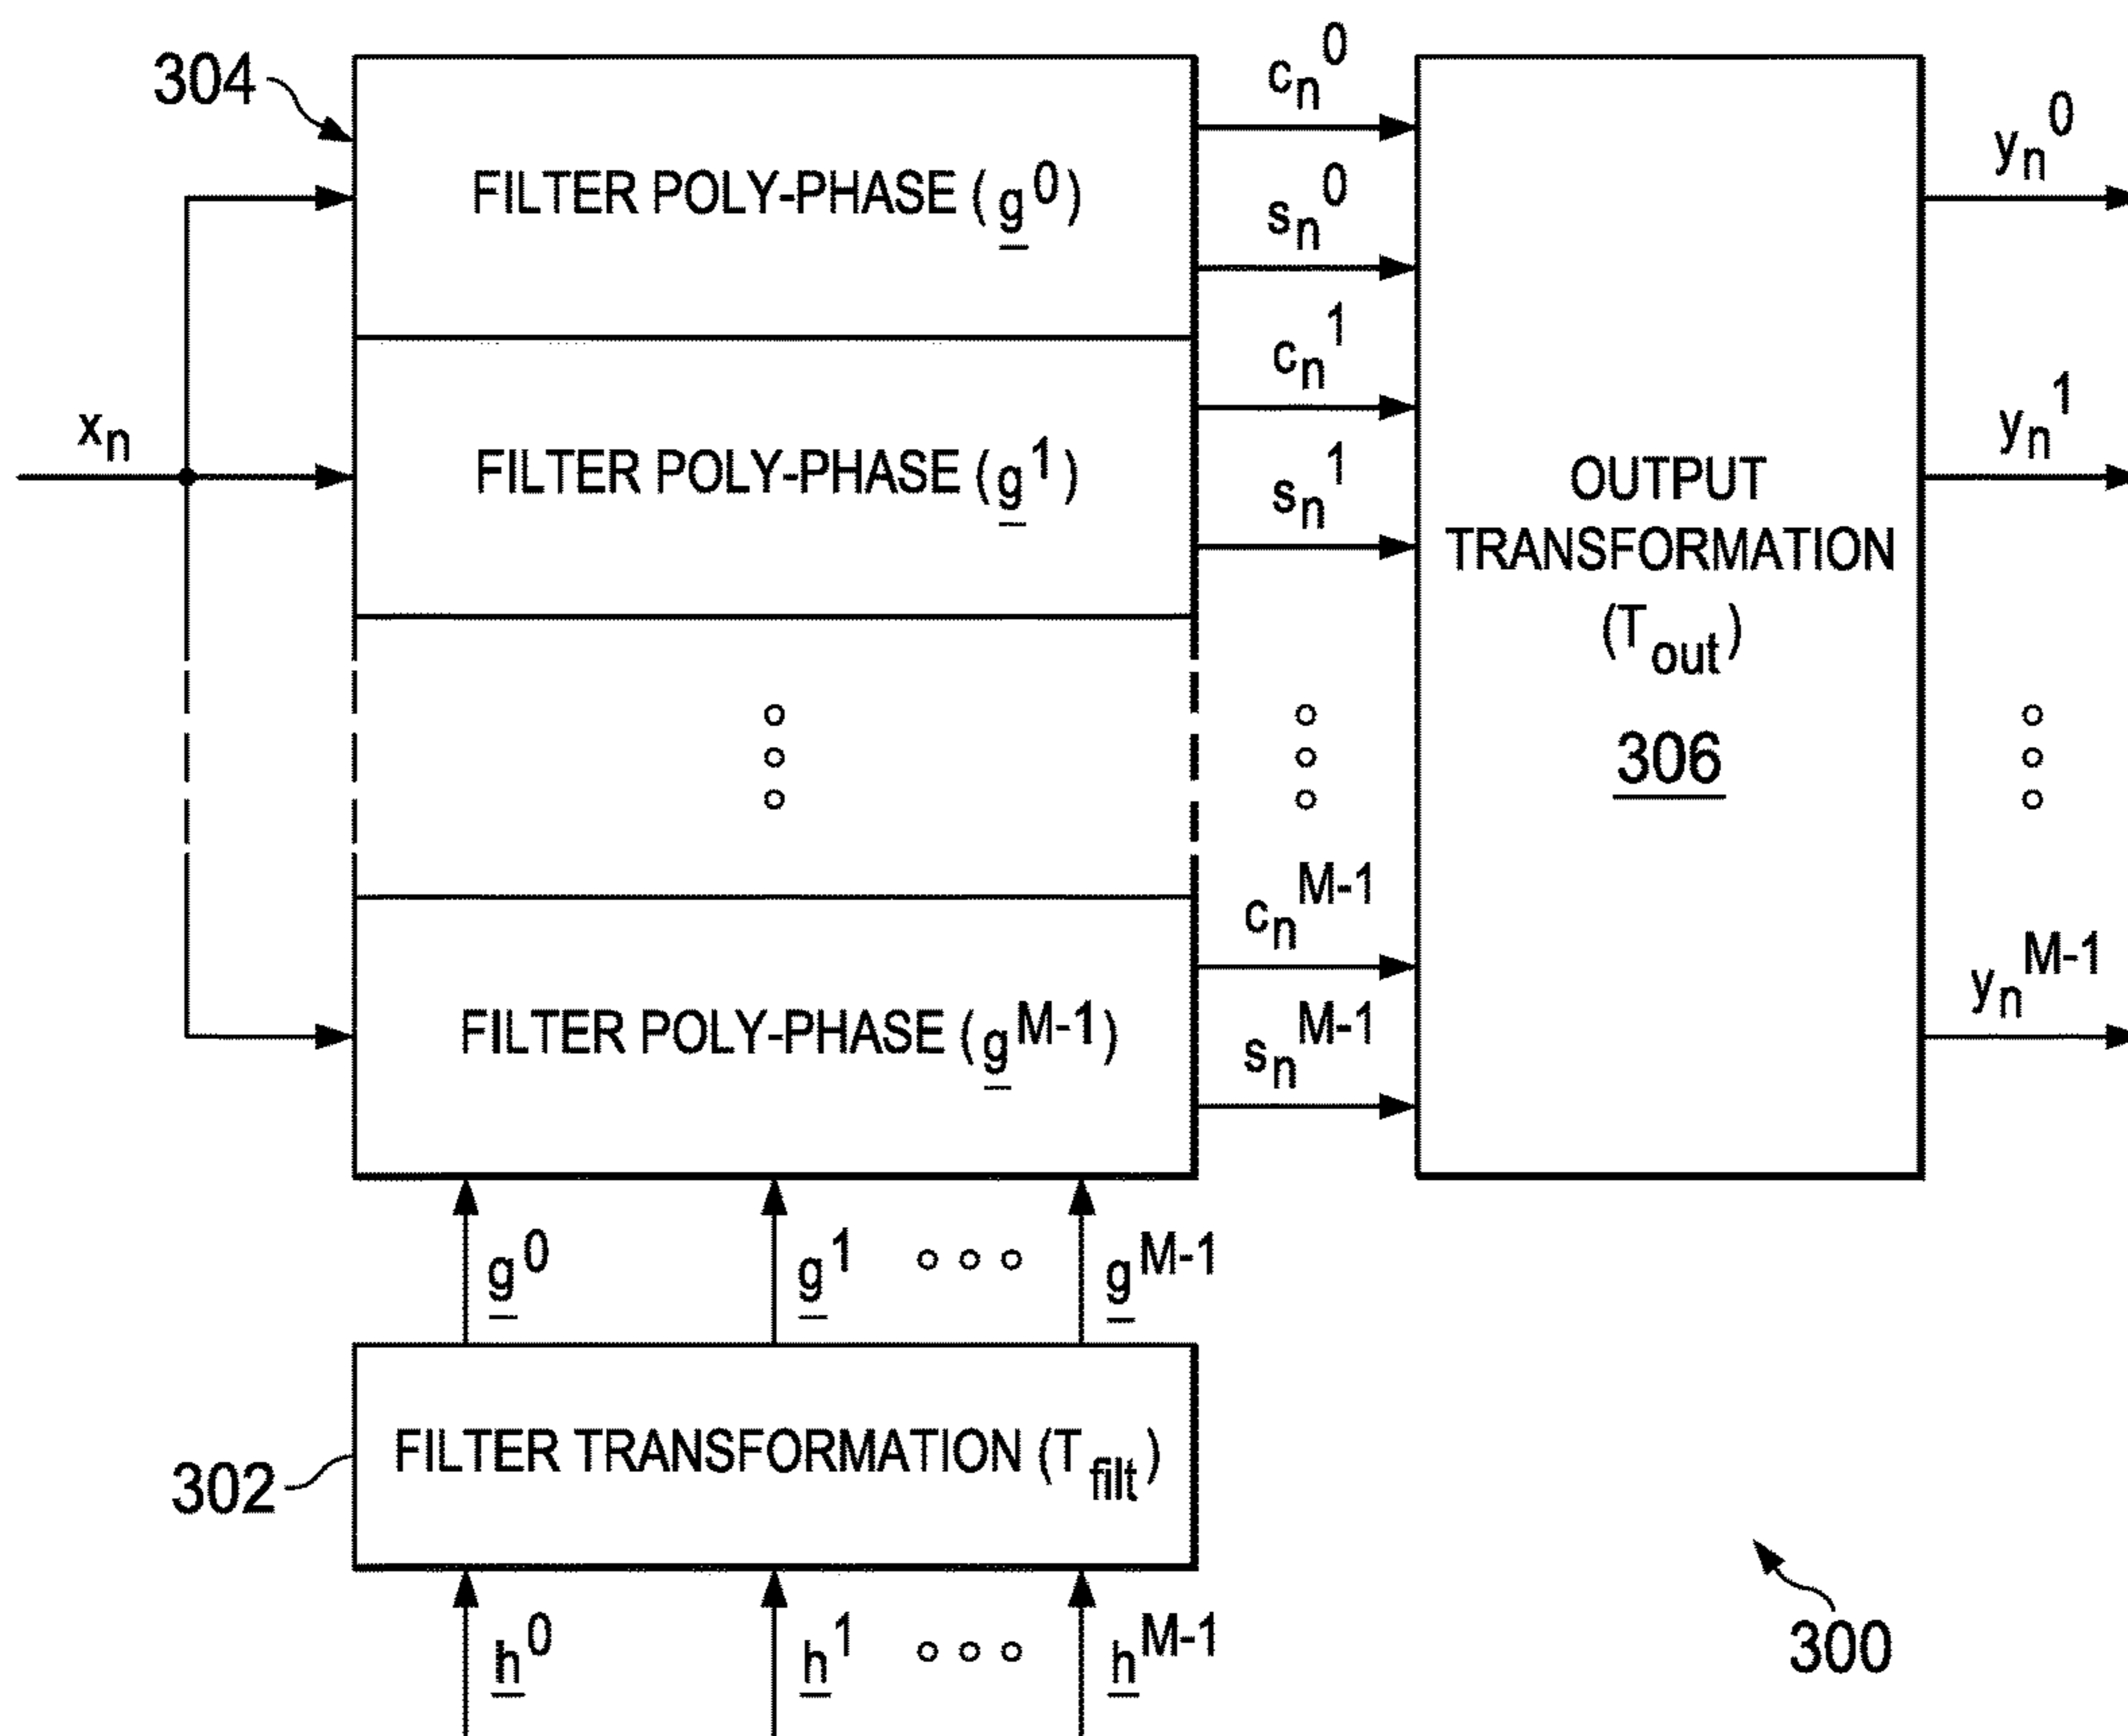 304
FILTER POLY-PHASE (g^0)
c_n^0
s_n^0
y_n^0
x_n
FILTER POLY-PHASE (g^1)
c_n^1
s_n^1
OUTPUT
TRANSFORMATION
(T_out)
306
y_n^1
FILTER POLY-PHASE (g^M-1)
c_n^M-1
s_n^M-1
y_n^M-1
g^0
g^1
g^M-1
302
FILTER TRANSFORMATION (T_filt)
h^0
h^1
h^M-1
300